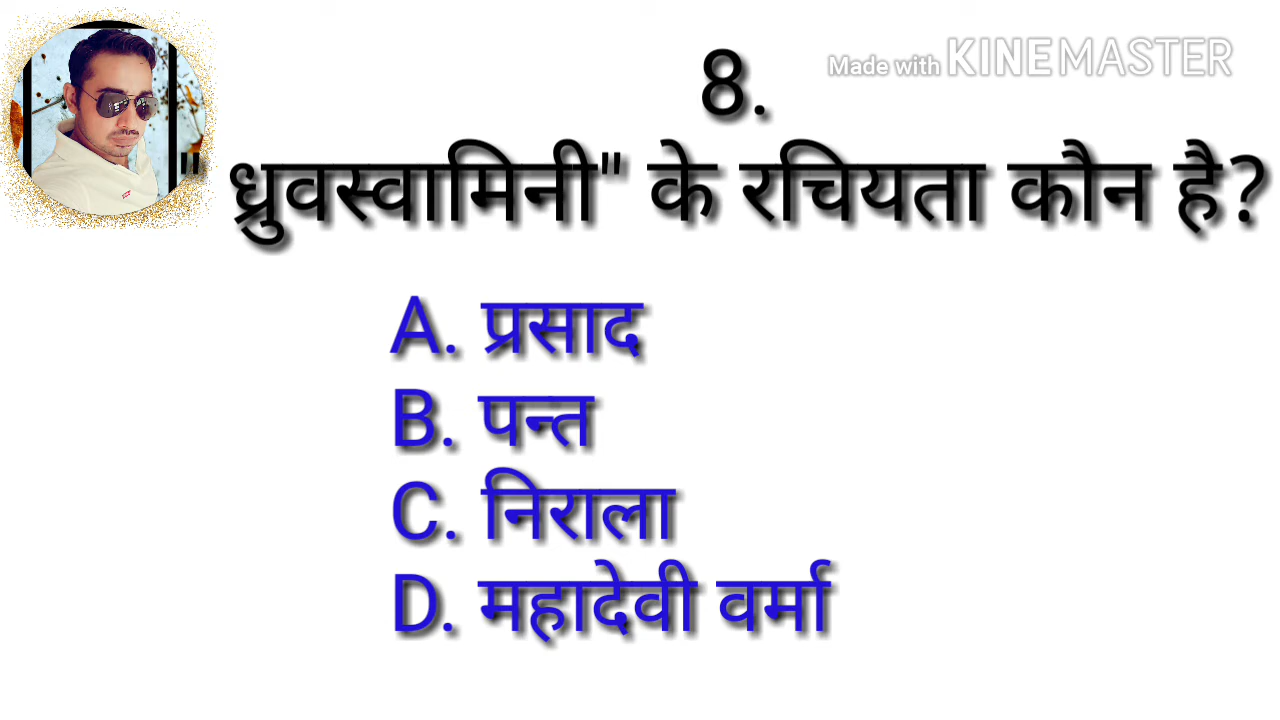 Made with KINEMASTER
8.
" ध्रुवस्वामिनी" के रचियता कौन है?
A. प्रसाद
B. पन्त
C. निराला
D. महादेवी वर्मा